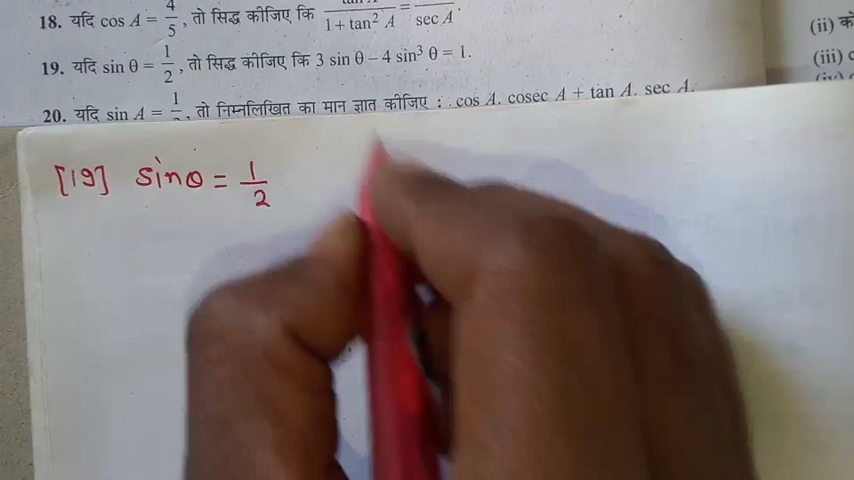 18. यदि cos A = 4/5, तो सिद्ध कीजिए कि tan A / 1 + tan² A = / sec A
19. यदि sin θ = 1/2, तो सिद्ध कीजिए कि 3 sin θ – 4 sin³ θ = 1.
20. यदि sin A = 1/, तो निम्नलिखित का मान ज्ञात कीजिए : cos A. cosec A + tan A. sec A.
(ii) को
(iii) c
[19] sinθ = 1/2